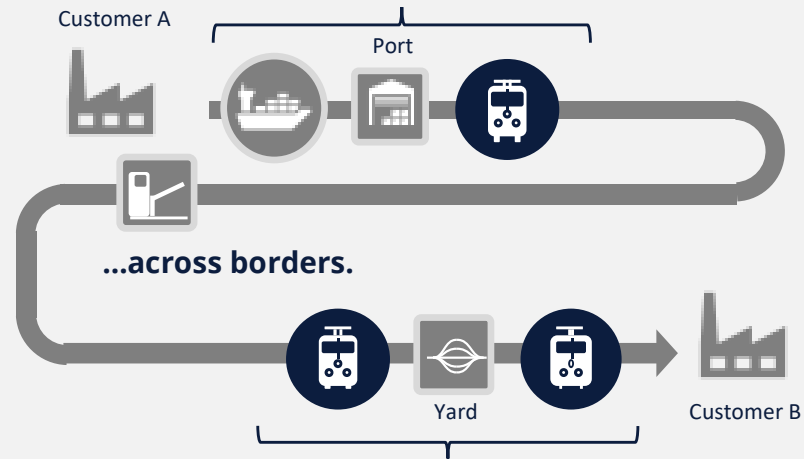 Customer A
Port
...across borders.
Yard
Customer B